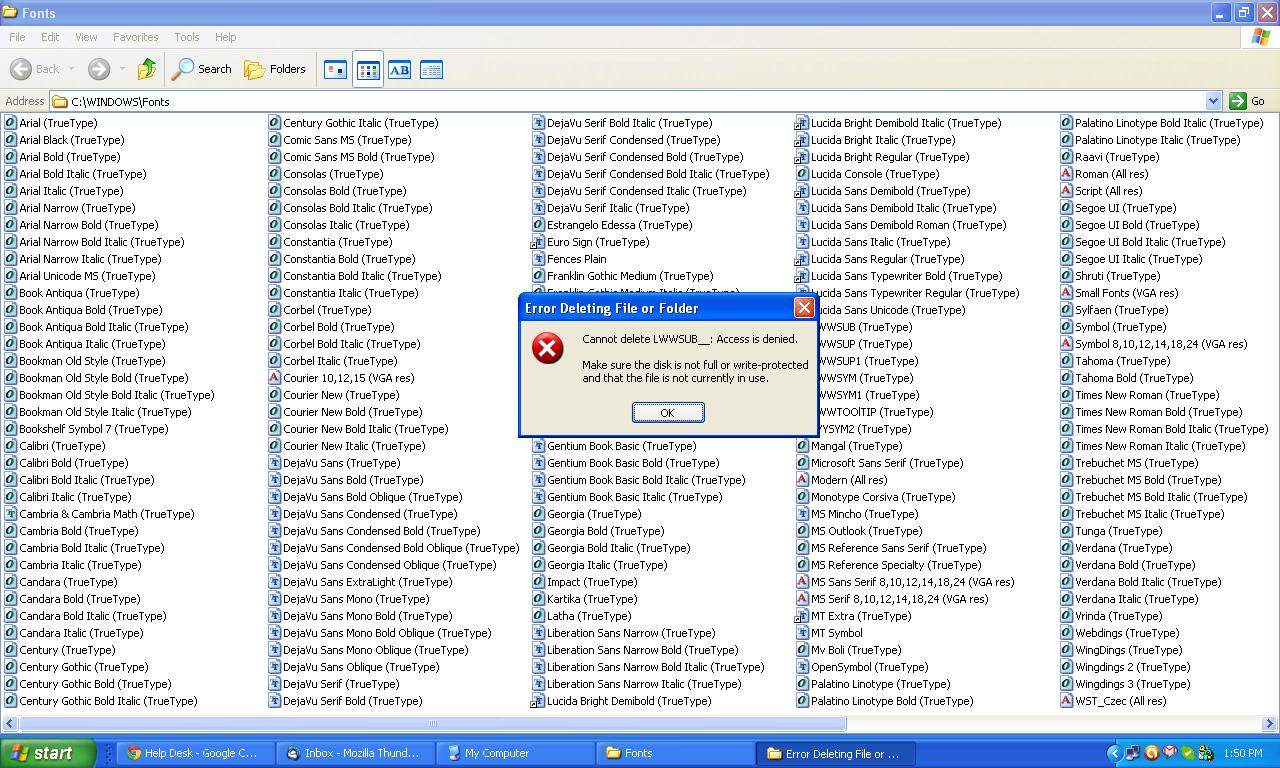 Fonts
File Edit View Favorites Tools Help
Back Search Folders
Address C:\WINDOWS\Fonts Go
Arial (TrueType)
Arial Black (TrueType)
Arial Bold (TrueType)
Arial Bold Italic (TrueType)
Arial Italic (TrueType)
Arial Narrow (TrueType)
Arial Narrow Bold (TrueType)
Arial Narrow Bold Italic (TrueType)
Arial Narrow Italic (TrueType)
Arial Unicode MS (TrueType)
Book Antiqua (TrueType)
Book Antiqua Bold (TrueType)
Book Antiqua Bold Italic (TrueType)
Book Antiqua Italic (TrueType)
Bookman Old Style (TrueType)
Bookman Old Style Bold (TrueType)
Bookman Old Style Bold Italic (TrueType)
Bookman Old Style Italic (TrueType)
Bookshelf Symbol 7 (TrueType)
Calibri (TrueType)
Calibri Bold (TrueType)
Calibri Bold Italic (TrueType)
Calibri Italic (TrueType)
Cambria & Cambria Math (TrueType)
Cambria Bold (TrueType)
Cambria Bold Italic (TrueType)
Cambria Italic (TrueType)
Candara (TrueType)
Candara Bold (TrueType)
Candara Bold Italic (TrueType)
Candara Italic (TrueType)
Century (TrueType)
Century Gothic (TrueType)
Century Gothic Bold (TrueType)
Century Gothic Bold Italic (TrueType)
Century Gothic Italic (TrueType)
Comic Sans MS (TrueType)
Comic Sans MS Bold (TrueType)
Consolas (TrueType)
Consolas Bold (TrueType)
Consolas Bold Italic (TrueType)
Consolas Italic (TrueType)
Constantia (TrueType)
Constantia Bold (TrueType)
Constantia Bold Italic (TrueType)
Constantia Italic (TrueType)
Corbel (TrueType)
Corbel Bold (TrueType)
Corbel Bold Italic (TrueType)
Corbel Italic (TrueType)
Courier 10,12,15 (VGA res)
Courier New (TrueType)
Courier New Bold (TrueType)
Courier New Bold Italic (TrueType)
Courier New Italic (TrueType)
DejaVu Sans (TrueType)
DejaVu Sans Bold (TrueType)
DejaVu Sans Bold Oblique (TrueType)
DejaVu Sans Condensed (TrueType)
DejaVu Sans Condensed Bold (TrueType)
DejaVu Sans Condensed Bold Oblique (TrueType)
DejaVu Sans Condensed Oblique (TrueType)
DejaVu Sans ExtraLight (TrueType)
DejaVu Sans Mono (TrueType)
DejaVu Sans Mono Bold (TrueType)
DejaVu Sans Mono Bold Oblique (TrueType)
DejaVu Sans Mono Oblique (TrueType)
DejaVu Sans Oblique (TrueType)
DejaVu Serif (TrueType)
DejaVu Serif Bold (TrueType)
DejaVu Serif Bold Italic (TrueType)
DejaVu Serif Condensed (TrueType)
DejaVu Serif Condensed Bold (TrueType)
DejaVu Serif Condensed Bold Italic (TrueType)
DejaVu Serif Condensed Italic (TrueType)
DejaVu Serif Italic (TrueType)
Estrangelo Edessa (TrueType)
Euro Sign (TrueType)
Fences Plain
Franklin Gothic Medium (TrueType)
Franklin Gothic Medium Italic (TrueType)
Gentium Book Basic (TrueType)
Gentium Book Basic Bold (TrueType)
Gentium Book Basic Bold Italic (TrueType)
Gentium Book Basic Italic (TrueType)
Georgia (TrueType)
Georgia Bold (TrueType)
Georgia Bold Italic (TrueType)
Georgia Italic (TrueType)
Impact (TrueType)
Kartika (TrueType)
Latha (TrueType)
Liberation Sans Narrow (TrueType)
Liberation Sans Narrow Bold (TrueType)
Liberation Sans Narrow Bold Italic (TrueType)
Liberation Sans Narrow Italic (TrueType)
Lucida Bright Demibold (TrueType)
Lucida Bright Demibold Italic (TrueType)
Lucida Bright Italic (TrueType)
Lucida Bright Regular (TrueType)
Lucida Console (TrueType)
Lucida Sans Demibold (TrueType)
Lucida Sans Demibold Italic (TrueType)
Lucida Sans Demibold Roman (TrueType)
Lucida Sans Italic (TrueType)
Lucida Sans Regular (TrueType)
Lucida Sans Typewriter Bold (TrueType)
Lucida Sans Typewriter Regular (TrueType)
Lucida Sans Unicode (TrueType)
WWSUB (TrueType)
WWSUP (TrueType)
WWSUP1 (TrueType)
WWSYM (TrueType)
WWSYM1 (TrueType)
WWTOOlTIP (TrueType)
YSYM2 (TrueType)
Mangal (TrueType)
Microsoft Sans Serif (TrueType)
Modern (All res)
Monotype Corsiva (TrueType)
MS Mincho (TrueType)
MS Outlook (TrueType)
MS Reference Sans Serif (TrueType)
MS Reference Specialty (TrueType)
MS Sans Serif 8,10,12,14,18,24 (VGA res)
MS Serif 8,10,12,14,18,24 (VGA res)
MT Extra (TrueType)
MT Symbol
Mv Boli (TrueType)
OpenSymbol (TrueType)
Palatino Linotype (TrueType)
Palatino Linotype Bold (TrueType)
Palatino Linotype Bold Italic (TrueType)
Palatino Linotype Italic (TrueType)
Raavi (TrueType)
Roman (All res)
Script (All res)
Segoe UI (TrueType)
Segoe UI Bold (TrueType)
Segoe UI Bold Italic (TrueType)
Segoe UI Italic (TrueType)
Shruti (TrueType)
Small Fonts (VGA res)
Sylfaen (TrueType)
Symbol (TrueType)
Symbol 8,10,12,14,18,24 (VGA res)
Tahoma (TrueType)
Tahoma Bold (TrueType)
Times New Roman (TrueType)
Times New Roman Bold (TrueType)
Times New Roman Bold Italic (TrueType)
Times New Roman Italic (TrueType)
Trebuchet MS (TrueType)
Trebuchet MS Bold (TrueType)
Trebuchet MS Bold Italic (TrueType)
Trebuchet MS Italic (TrueType)
Tunga (TrueType)
Verdana (TrueType)
Verdana Bold (TrueType)
Verdana Bold Italic (TrueType)
Verdana Italic (TrueType)
Vrinda (TrueType)
Webdings (TrueType)
WingDings (TrueType)
Wingdings 2 (TrueType)
Wingdings 3 (TrueType)
WST_Czec (All res)
Error Deleting File or Folder
Cannot delete LWWSUB__: Access is denied.
Make sure the disk is not full or write-protected
and that the file is not currently in use.
OK
start Help Desk - Google C... Inbox - Mozilla Thund... My Computer Fonts Error Deleting File or ... 1:50 PM